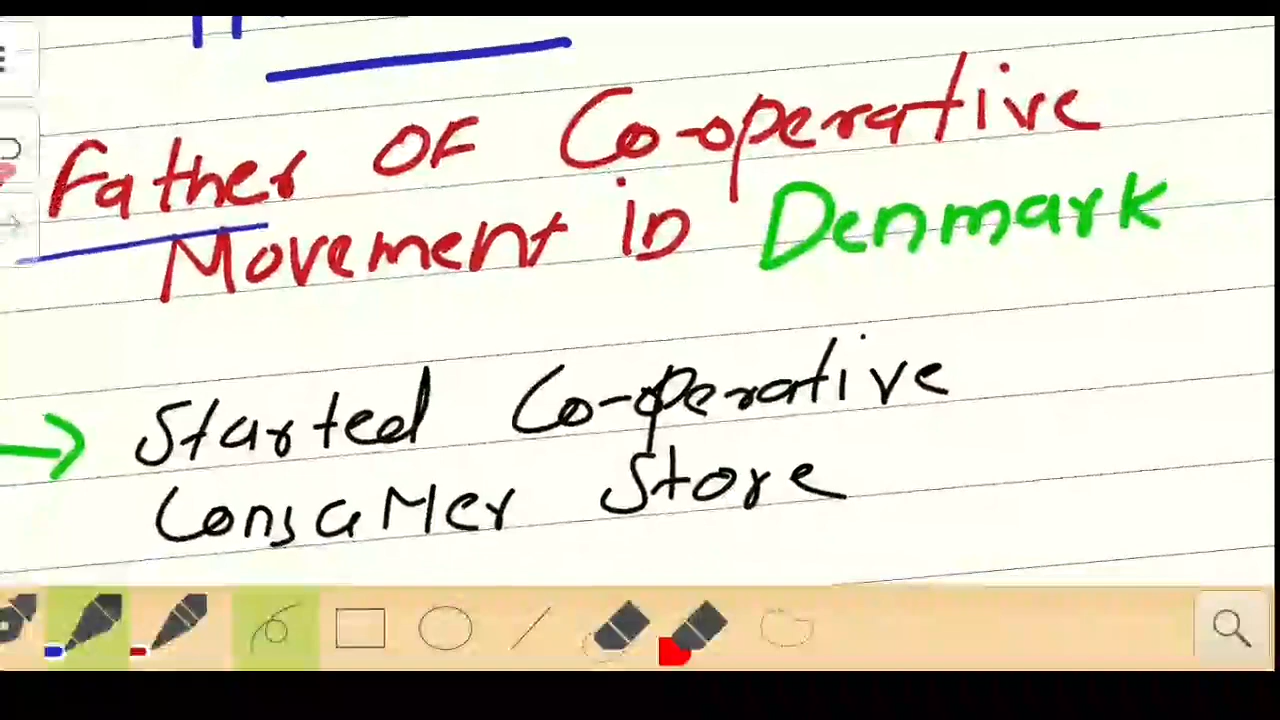 Father OF Co-operative
Movement in Denmark
Started Co-operative
Consumer Store